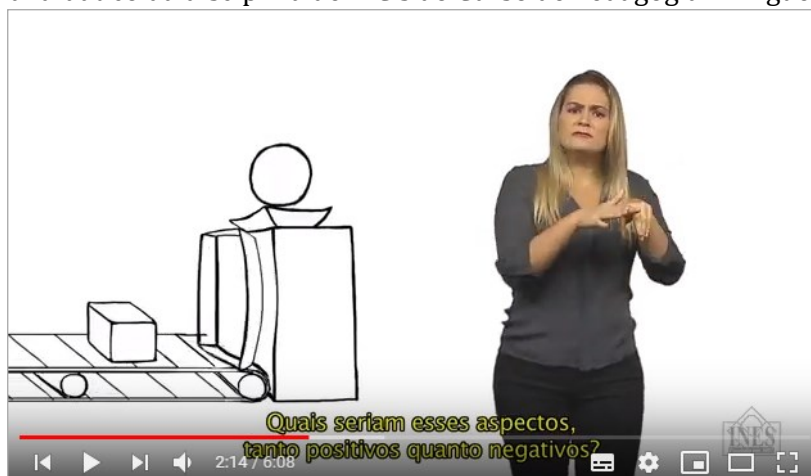 Quais seriam esses aspectos,
tanto positivos quanto negativos?
2:14 / 6:08
INES